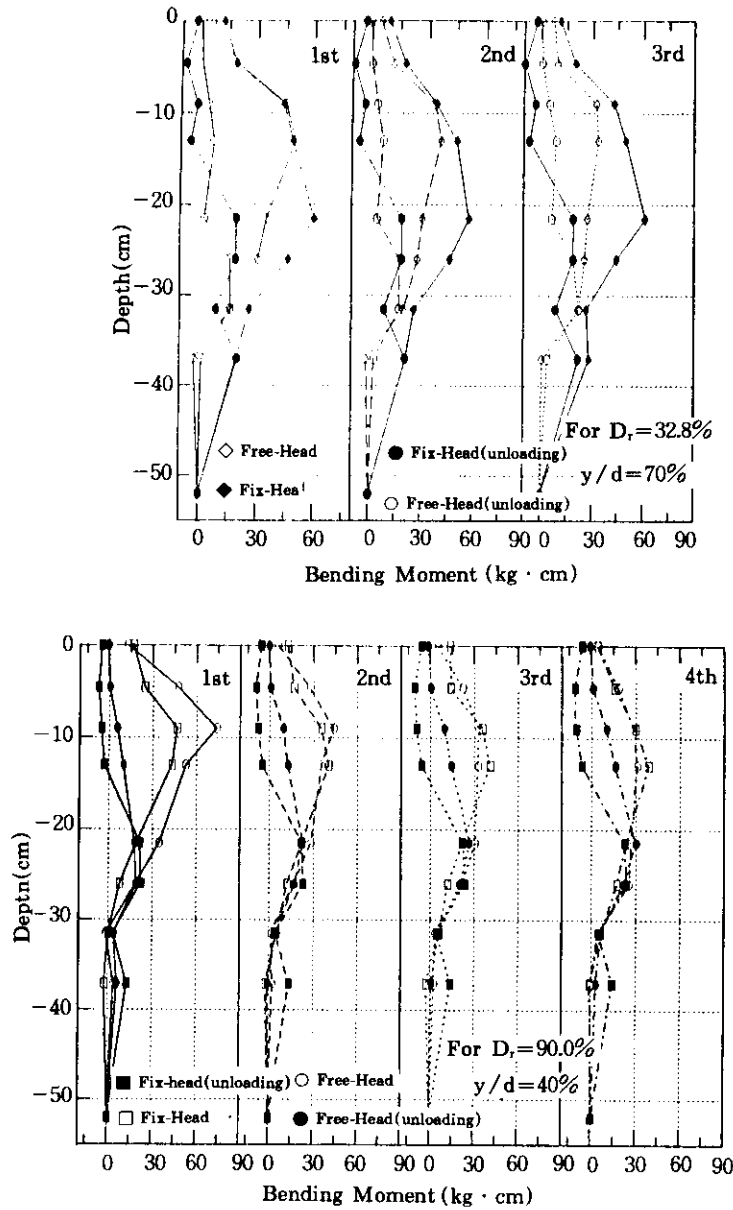 0
-10
-20
-30
-40
-50
Depth(cm)
1st
2nd
3rd
For Dᵣ=32.8%
y/d=70%
◇ Free-Head
◆ Fix-Hea
● Fix-Head(unloading)
○ Free-Head(unloading)
0 30 60 0 30 60 90 0 30 60 90
Bending Moment (kg · cm)
0
-10
-20
-30
-40
-50
Deptn(cm)
1st
2nd
3rd
4th
For Dᵣ=90.0%
y/d=40%
■ Fix-head(unloading) ○ Free-Head
□ Fix-Head ● Free-Head(unloading)
0 30 60 90 0 30 60 90 0 30 60 90 0 30 60 90
Bending Moment (kg · cm)